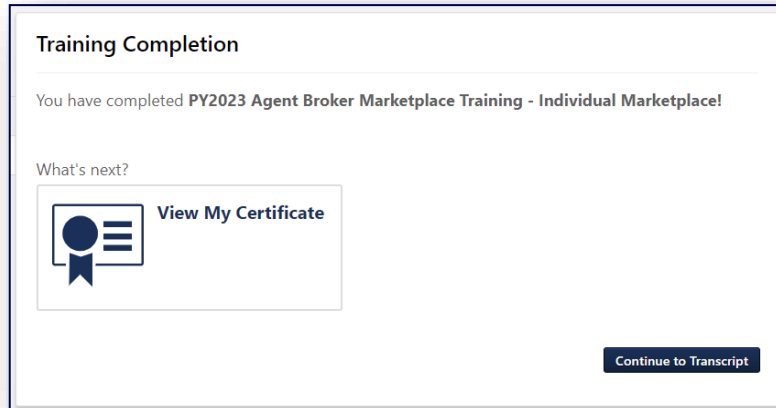 Training Completion
You have completed PY2023 Agent Broker Marketplace Training - Individual Marketplace!
What's next?
View My Certificate
Continue to Transcript